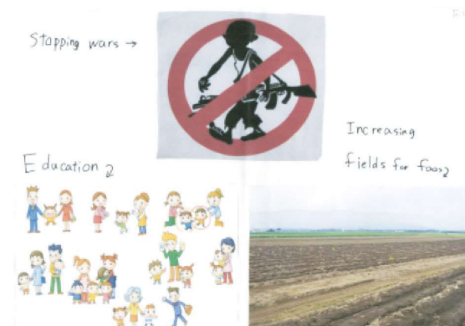 Stopping wars →
Increasing
Education ⤵
fields for food ⤵